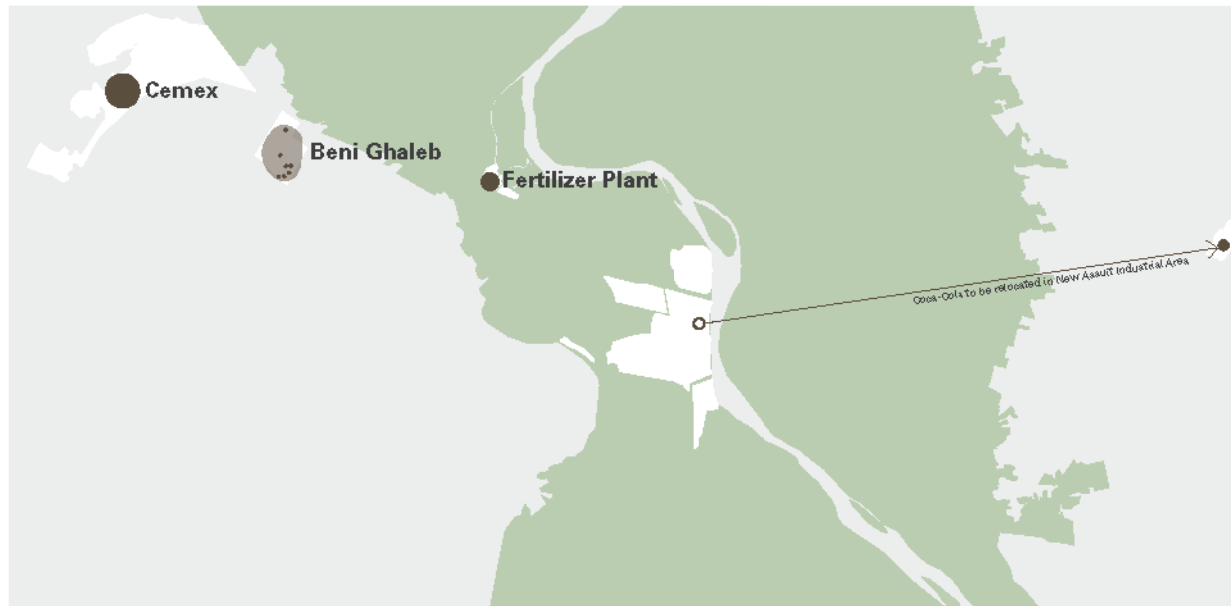 Cemex
Beni Ghaleb
Fertilizer Plant
Coca-Cola to be relocated in New Assuit Industrial Area